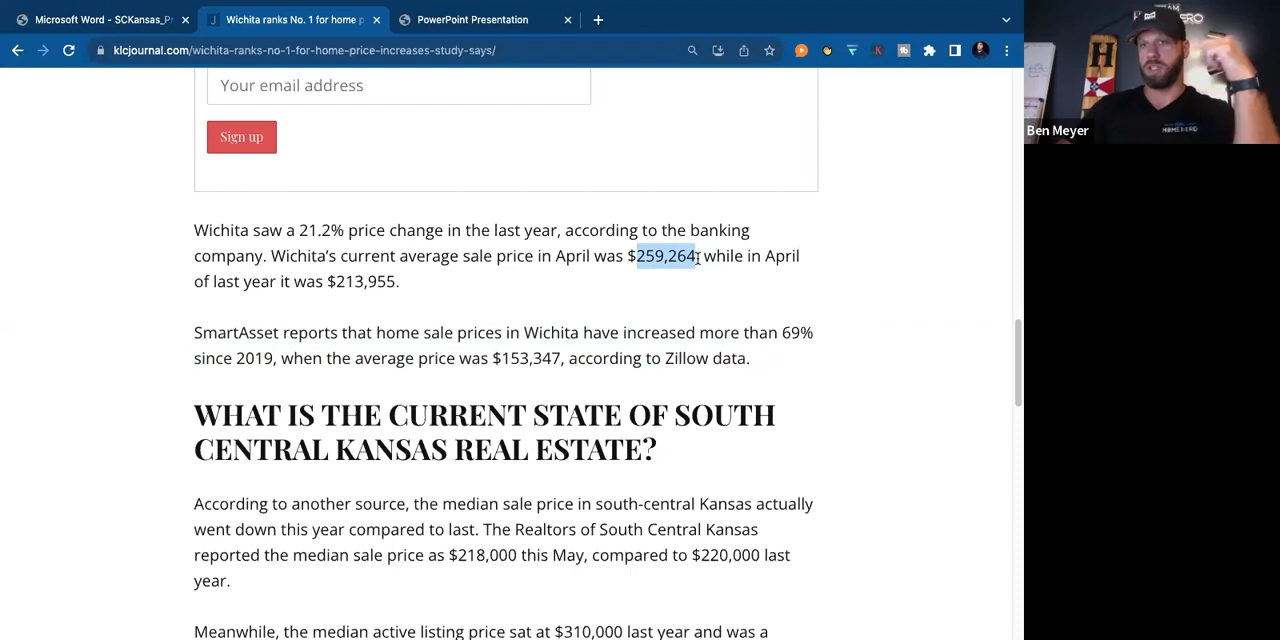 Microsoft Word - SCKansas_Pr
Wichita ranks No. 1 for home p
PowerPoint Presentation
klcjournal.com/wichita-ranks-no-1-for-home-price-increases-study-says/
Your email address
Sign up
Ben Meyer
Wichita saw a 21.2% price change in the last year, according to the banking
company. Wichita’s current average sale price in April was $259,264, while in April
of last year it was $213,955.
SmartAsset reports that home sale prices in Wichita have increased more than 69%
since 2019, when the average price was $153,347, according to Zillow data.
WHAT IS THE CURRENT STATE OF SOUTH
CENTRAL KANSAS REAL ESTATE?
According to another source, the median sale price in south-central Kansas actually
went down this year compared to last. The Realtors of South Central Kansas
reported the median sale price as $218,000 this May, compared to $220,000 last
year.
Meanwhile, the median active listing price sat at $310,000 last year and was a